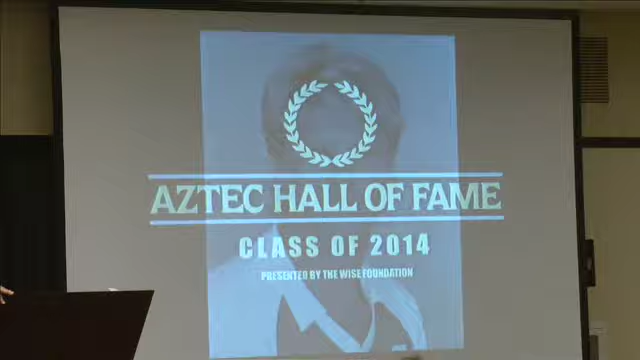 AZTEC HALL OF FAME
CLASS OF 2014
PRESENTED BY THE WISE FOUNDATION